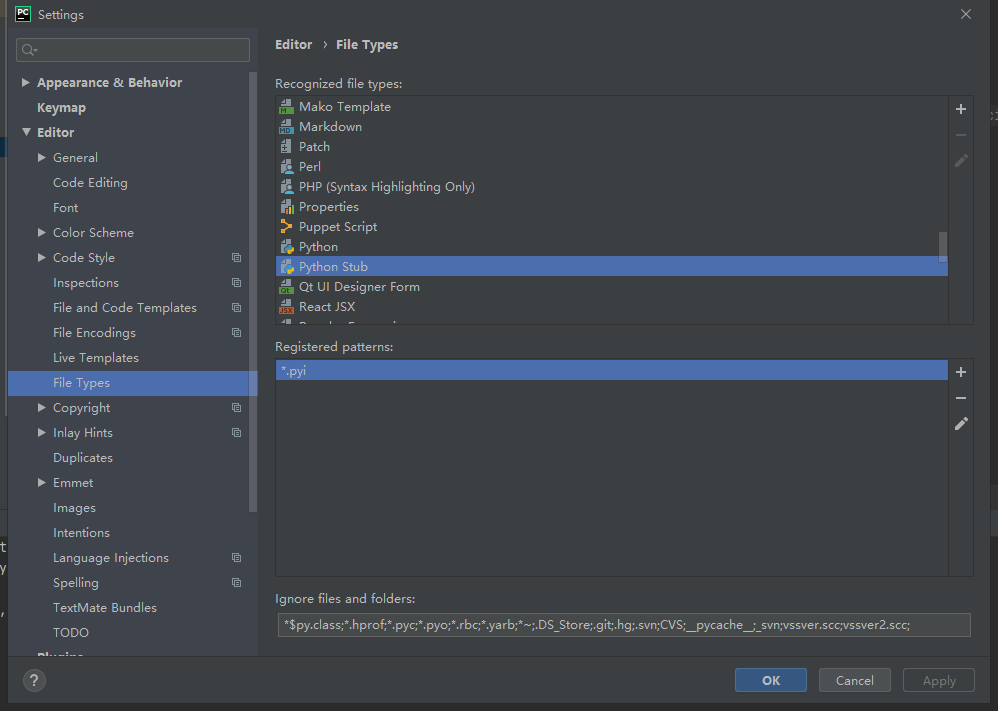 PC
Settings
Appearance & Behavior
Keymap
Editor
General
Code Editing
Font
Color Scheme
Code Style
Inspections
File and Code Templates
File Encodings
Live Templates
File Types
Copyright
Inlay Hints
Duplicates
Emmet
Images
Intentions
Language Injections
Spelling
TextMate Bundles
TODO
Plugins
?
Editor › File Types
Recognized file types:
Mako Template
Markdown
Patch
Perl
PHP (Syntax Highlighting Only)
Properties
Puppet Script
Python
Python Stub
Qt UI Designer Form
React JSX
Registered patterns:
*.pyi
Ignore files and folders:
*$py.class;*.hprof;*.pyc;*.pyo;*.rbc;*.yarb;*~;.DS_Store;.git;.hg;.svn;CVS;__pycache__;_svn;vssver.scc;vssver2.scc;
OK
Cancel
Apply